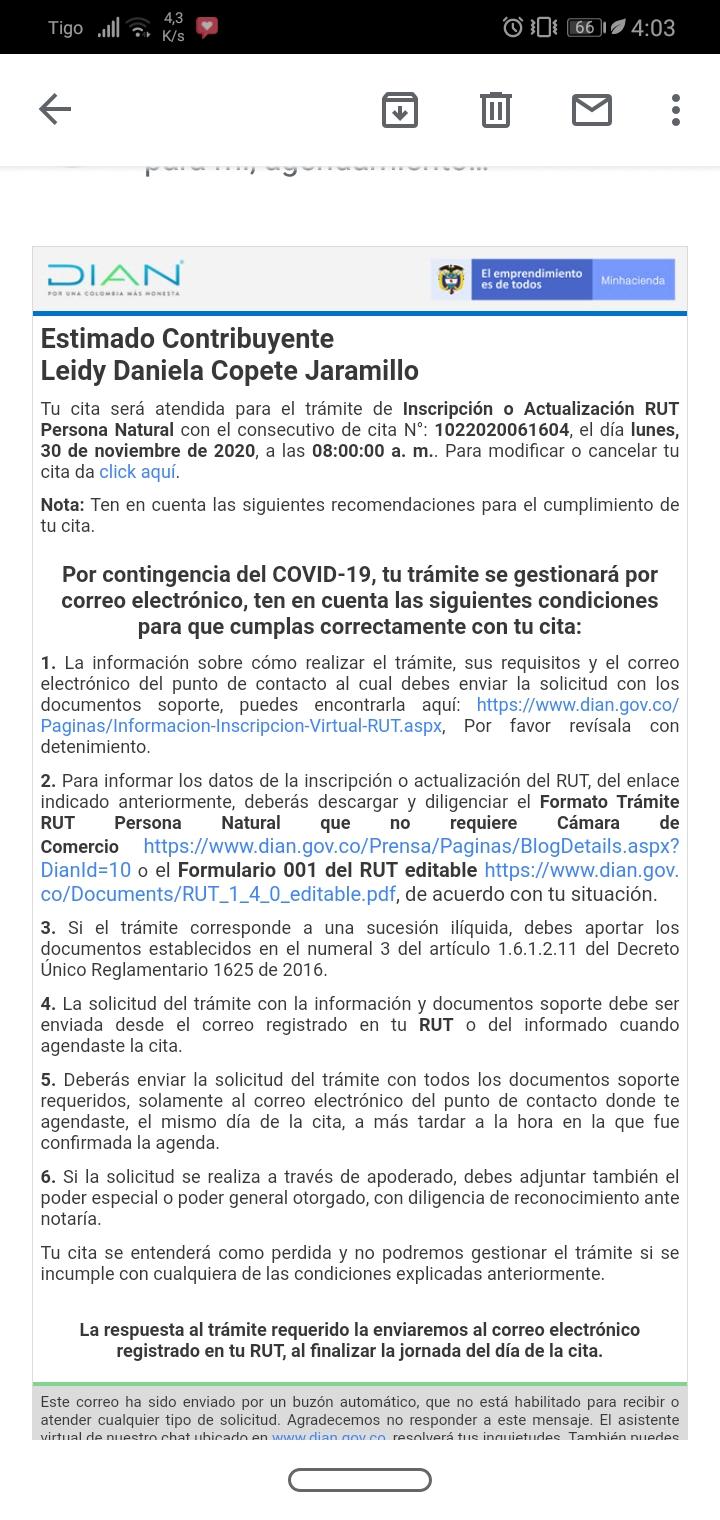 Tigo 4,3 K/s 66 4:03
para mí, agendamiento...
DIAN
POR UNA COLOMBIA MÁS HONESTA
El emprendimiento es de todos Minhacienda
Estimado Contribuyente
Leidy Daniela Copete Jaramillo
Tu cita será atendida para el trámite de Inscripción o Actualización RUT
Persona Natural con el consecutivo de cita N°: 1022020061604, el día lunes,
30 de noviembre de 2020, a las 08:00:00 a. m.. Para modificar o cancelar tu
cita da click aquí.
Nota: Ten en cuenta las siguientes recomendaciones para el cumplimiento de
tu cita.
Por contingencia del COVID-19, tu trámite se gestionará por
correo electrónico, ten en cuenta las siguientes condiciones
para que cumplas correctamente con tu cita:
1. La información sobre cómo realizar el trámite, sus requisitos y el correo
electrónico del punto de contacto al cual debes enviar la solicitud con los
documentos soporte, puedes encontrarla aquí: https://www.dian.gov.co/
Paginas/Informacion-Inscripcion-Virtual-RUT.aspx, Por favor revísala con
detenimiento.
2. Para informar los datos de la inscripción o actualización del RUT, del enlace
indicado anteriormente, deberás descargar y diligenciar el Formato Trámite
RUT Persona Natural que no requiere Cámara de
Comercio https://www.dian.gov.co/Prensa/Paginas/BlogDetails.aspx?
DianId=10 o el Formulario 001 del RUT editable https://www.dian.gov.
co/Documents/RUT_1_4_0_editable.pdf, de acuerdo con tu situación.
3. Si el trámite corresponde a una sucesión ilíquida, debes aportar los
documentos establecidos en el numeral 3 del artículo 1.6.1.2.11 del Decreto
Único Reglamentario 1625 de 2016.
4. La solicitud del trámite con la información y documentos soporte debe ser
enviada desde el correo registrado en tu RUT o del informado cuando
agendaste la cita.
5. Deberás enviar la solicitud del trámite con todos los documentos soporte
requeridos, solamente al correo electrónico del punto de contacto donde te
agendaste, el mismo día de la cita, a más tardar a la hora en la que fue
confirmada la agenda.
6. Si la solicitud se realiza a través de apoderado, debes adjuntar también el
poder especial o poder general otorgado, con diligencia de reconocimiento ante
notaría.
Tu cita se entenderá como perdida y no podremos gestionar el trámite si se
incumple con cualquiera de las condiciones explicadas anteriormente.
La respuesta al trámite requerido la enviaremos al correo electrónico
registrado en tu RUT, al finalizar la jornada del día de la cita.
Este correo ha sido enviado por un buzón automático, que no está habilitado para recibir o
atender cualquier tipo de solicitud. Agradecemos no responder a este mensaje. El asistente
virtual de nuestro chat ubicado en www.dian.gov.co, resolverá tus inquietudes. También puedes